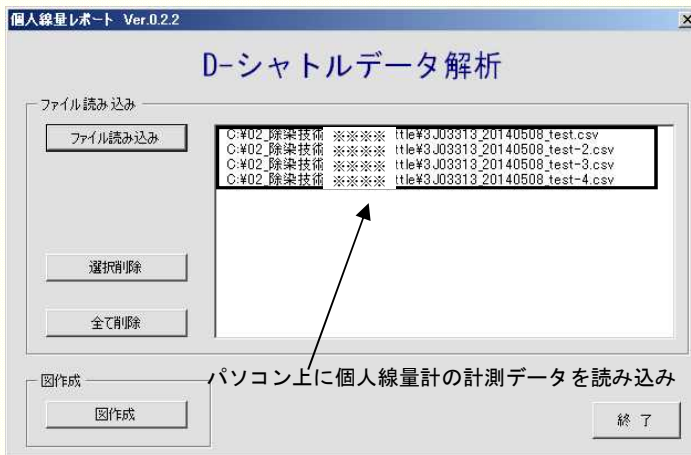 個人線量レポート Ver.0.2.2
D-シャトルデータ解析
ファイル読み込み
ファイル読み込み
C:¥02_除染技術 ※※※※ ttle¥3J03313_20140508_test.csv
C:¥02_除染技術 ※※※※ ttle¥3J03313_20140508_test-2.csv
C:¥02_除染技術 ※※※※ ttle¥3J03313_20140508_test-3.csv
C:¥02_除染技術 ※※※※ ttle¥3J03313_20140508_test-4.csv
選択削除
全て削除
パソコン上に個人線量計の計測データを読み込み
図作成
図作成
終 了